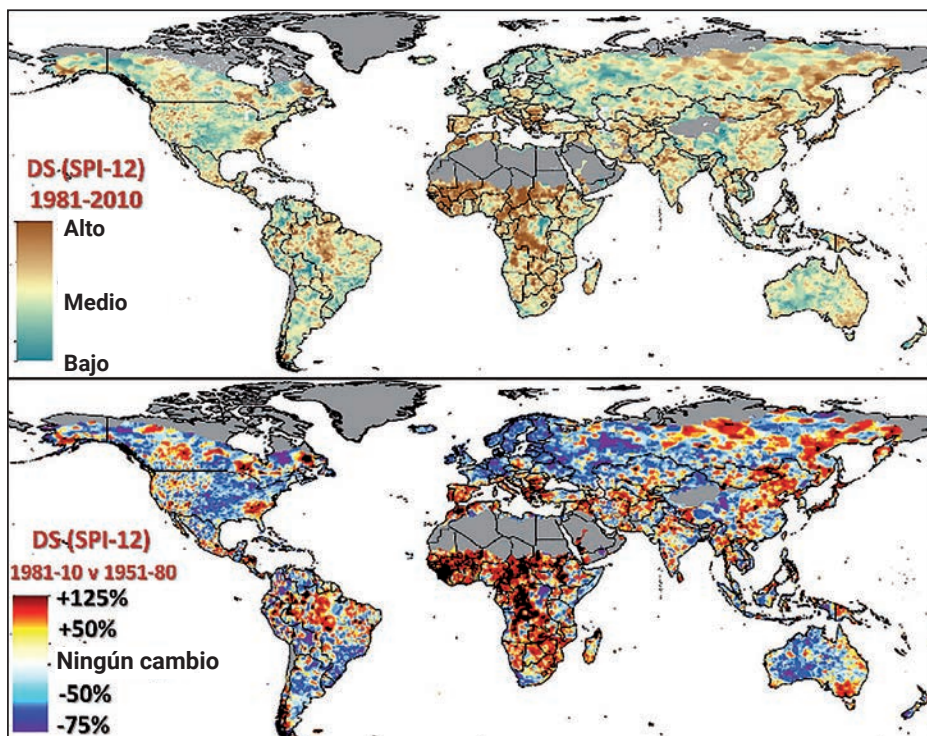 DS (SPI-12)
1981-2010
Alto
Medio
Bajo
DS (SPI-12)
1981-10 v 1951-80
+125%
+50%
Ningún cambio
-50%
-75%